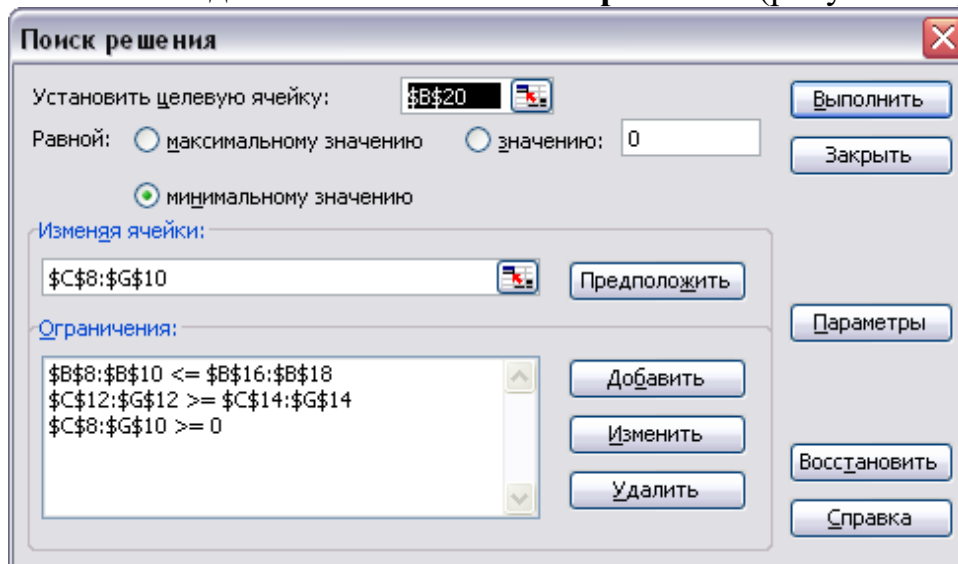 Поиск решения
Установить целевую ячейку: $B$20
Выполнить
Равной: максимальному значению значению: 0
Закрыть
минимальному значению
Изменяя ячейки:
$C$8:$G$10
Предположить
Ограничения:
Параметры
$B$8:$B$10 <= $B$16:$B$18
$C$12:$G$12 >= $C$14:$G$14
$C$8:$G$10 >= 0
Добавить
Изменить
Удалить
Восстановить
Справка